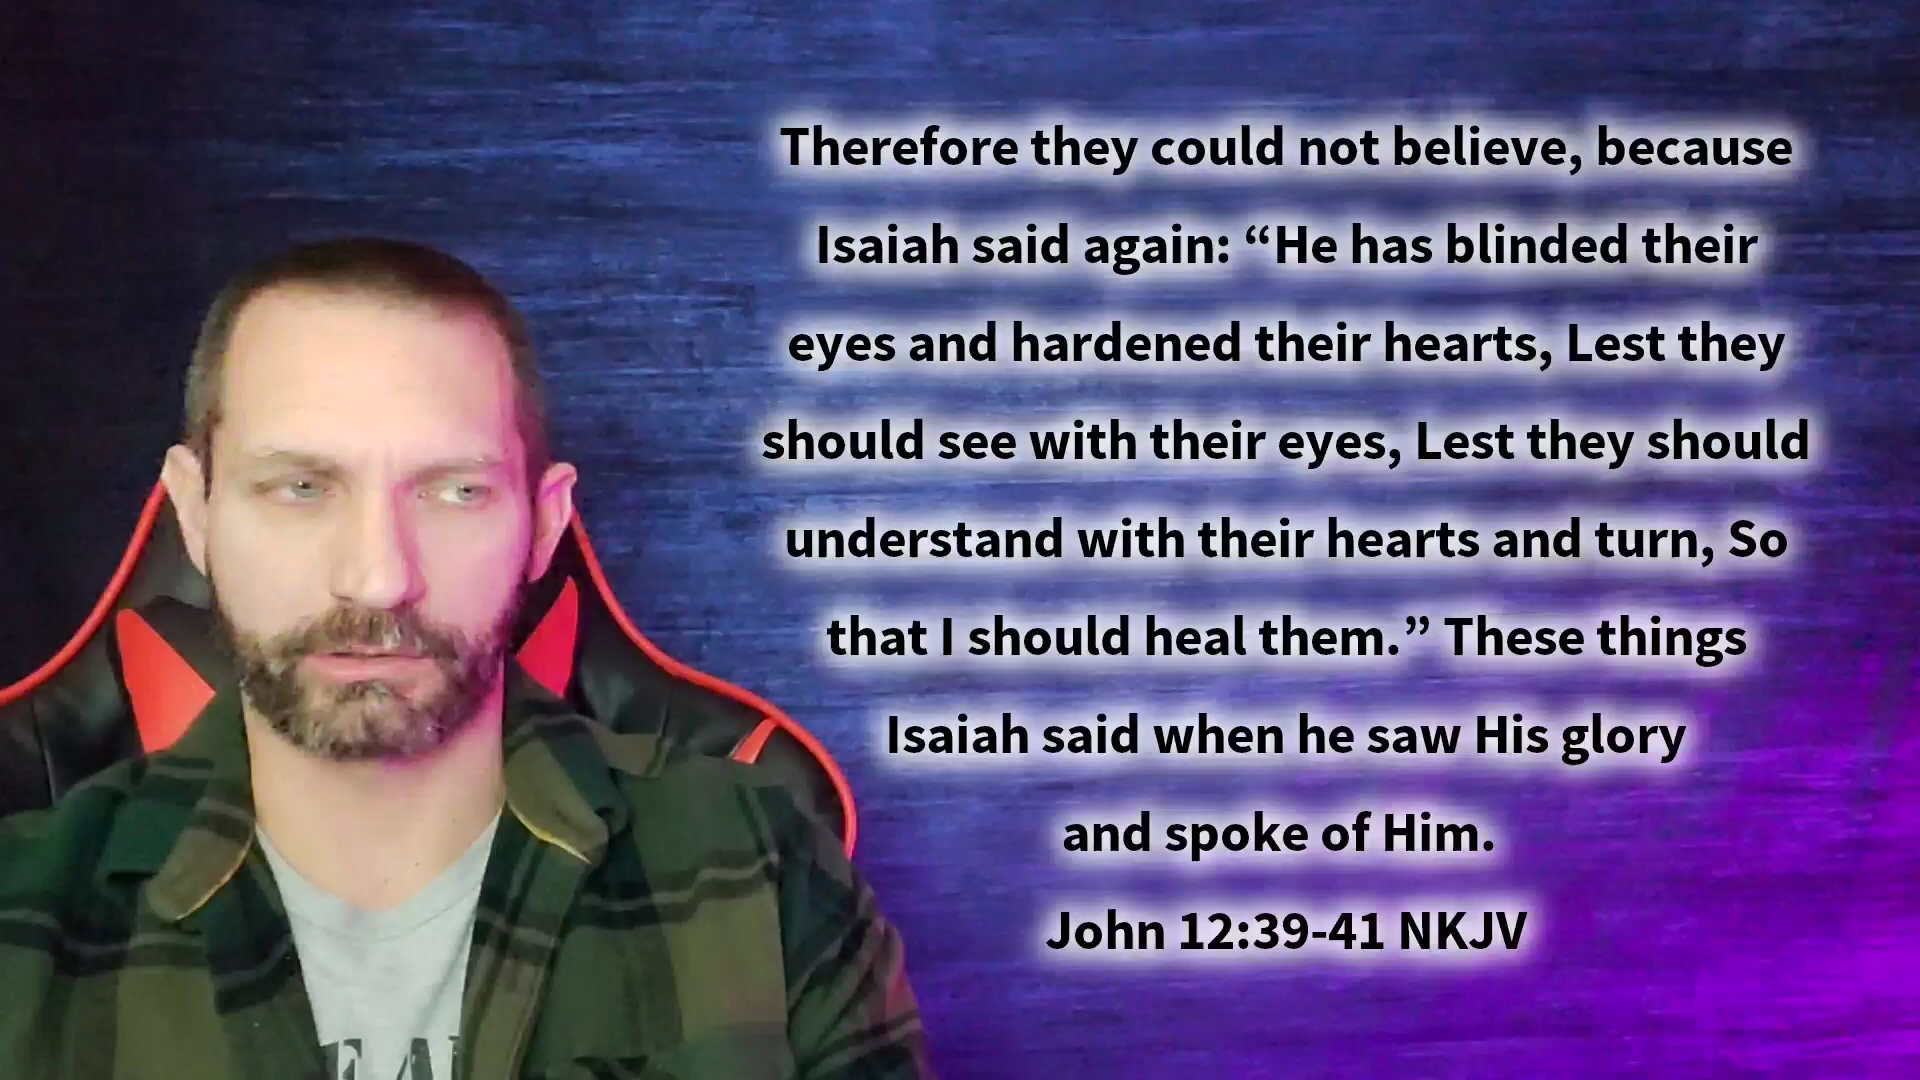 Therefore they could not believe, because
Isaiah said again: “He has blinded their
eyes and hardened their hearts, Lest they
should see with their eyes, Lest they should
understand with their hearts and turn, So
that I should heal them.” These things
Isaiah said when he saw His glory
and spoke of Him.
John 12:39-41 NKJV